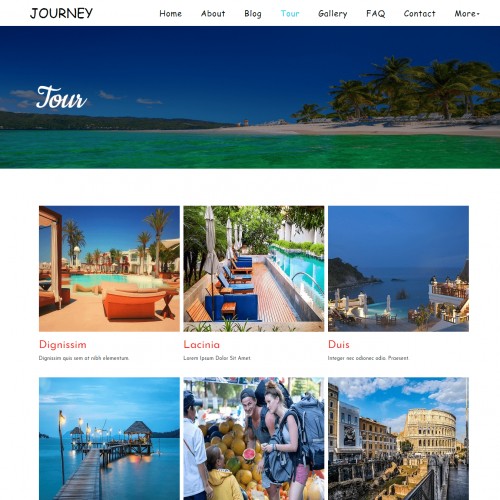 JOURNEY
Home About Blog Tour Gallery FAQ Contact More
Tour
Dignissim
Dignissim quis sem at nibh elementum.
Lacinia
Lorem Ipsum Dolor Sit Amet
Duis
Integer nec odionec odio. Praesent.